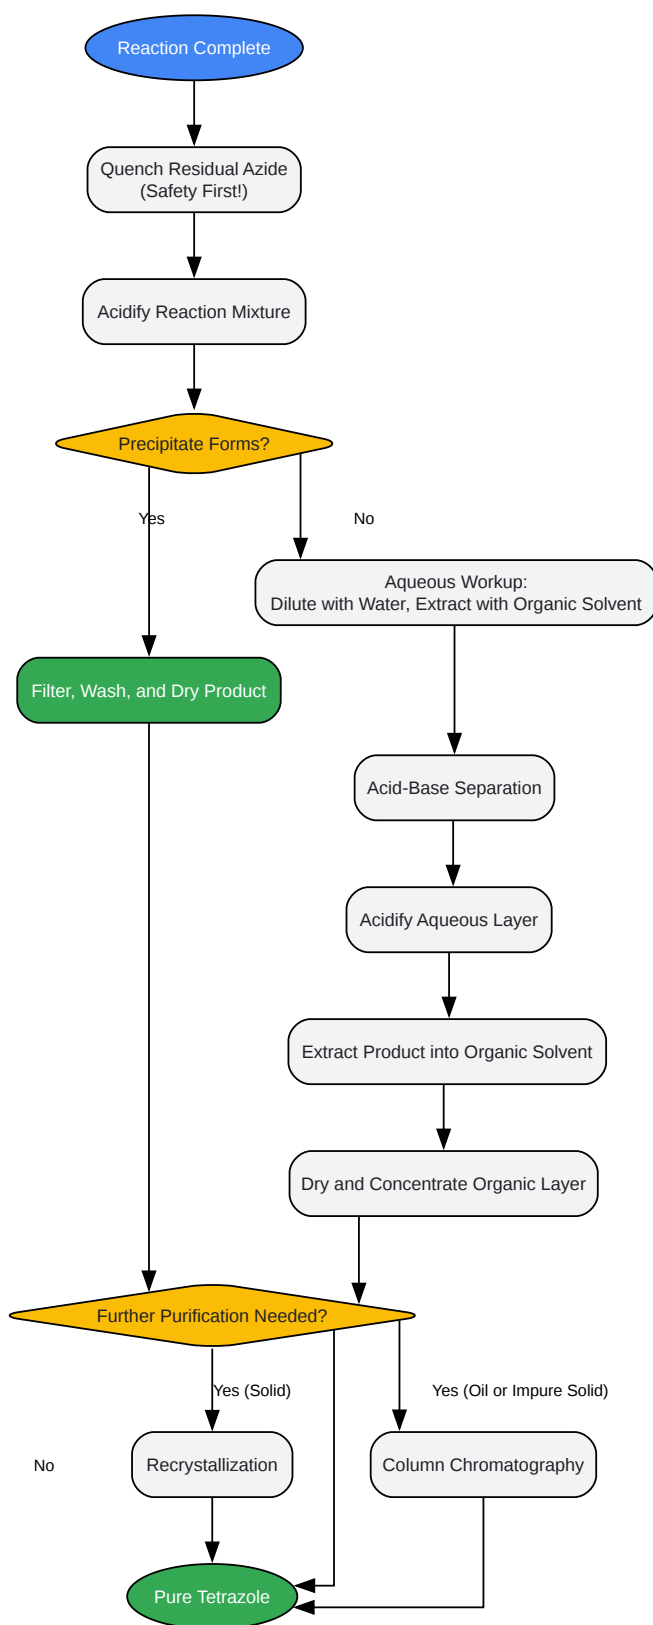 Reaction Complete
Quench Residual Azide
(Safety First!)
Acidify Reaction Mixture
Precipitate Forms?
Yes
No
Aqueous Workup:
Dilute with Water, Extract with Organic Solvent
Filter, Wash, and Dry Product
Acid-Base Separation
Acidify Aqueous Layer
Extract Product into Organic Solvent
Dry and Concentrate Organic Layer
Further Purification Needed?
Yes (Solid)
Yes (Oil or Impure Solid)
No
Recrystallization
Column Chromatography
Pure Tetrazole